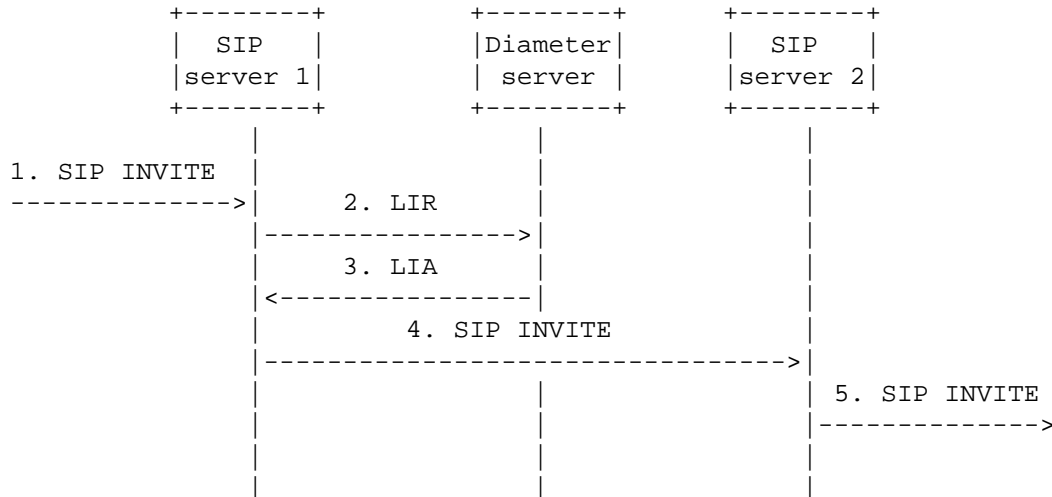 SIP
server 1
Diameter
server
SIP
server 2
1. SIP INVITE
2. LIR
3. LIA
4. SIP INVITE
5. SIP INVITE